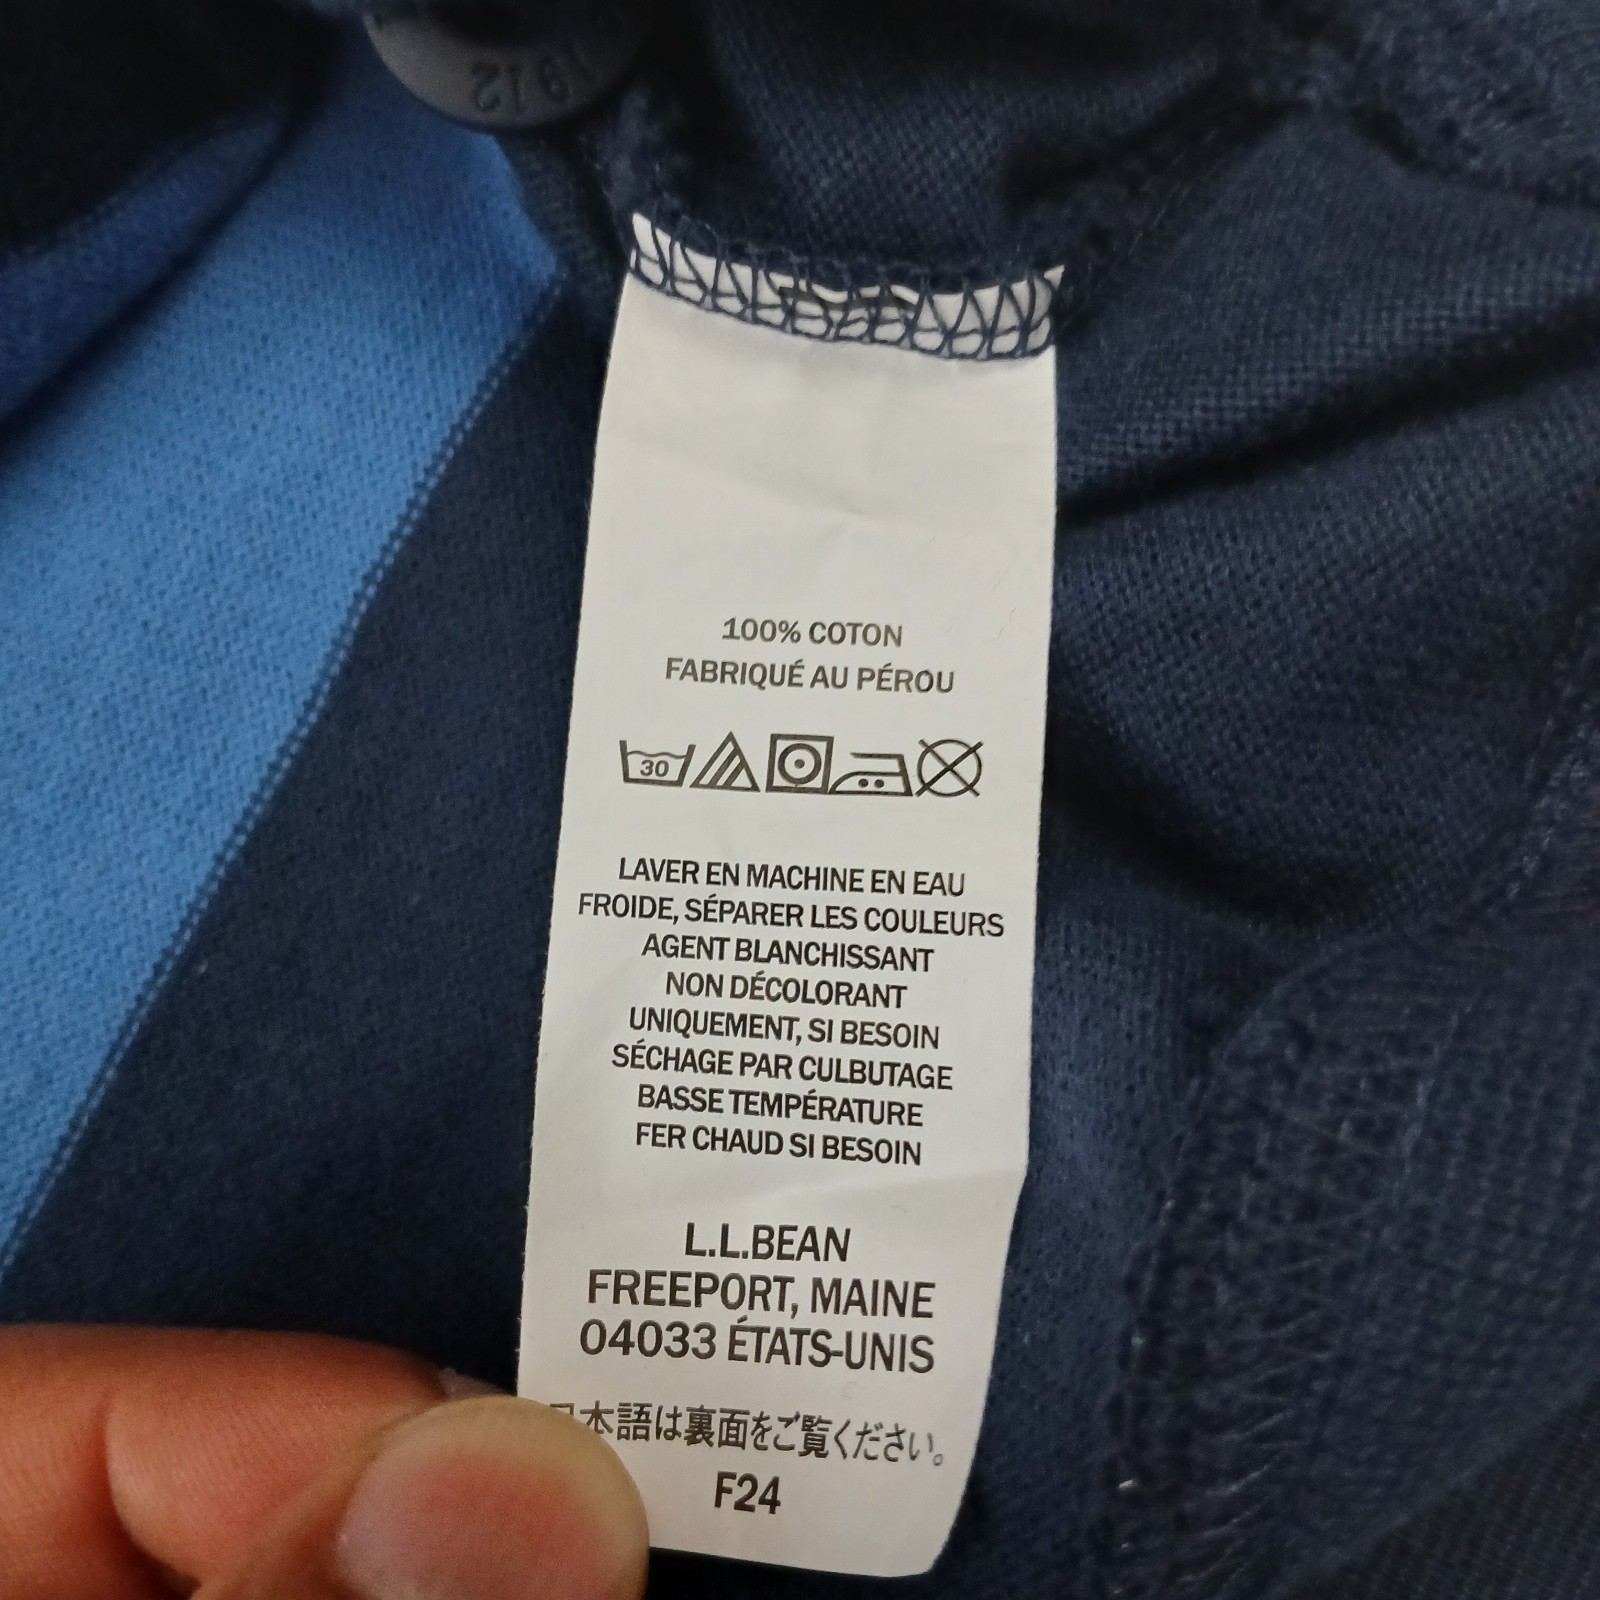 1912
100% COTON
FABRIQUÉ AU PÉROU
30
LAVER EN MACHINE EN EAU
FROIDE, SÉPARER LES COULEURS
AGENT BLANCHISSANT
NON DÉCOLORANT
UNIQUEMENT, SI BESOIN
SÉCHAGE PAR CULBUTAGE
BASSE TEMPÉRATURE
FER CHAUD SI BESOIN
L.L.BEAN
FREEPORT, MAINE
04033 ÉTATS-UNIS
日本語は裏面をご覧ください。
F24